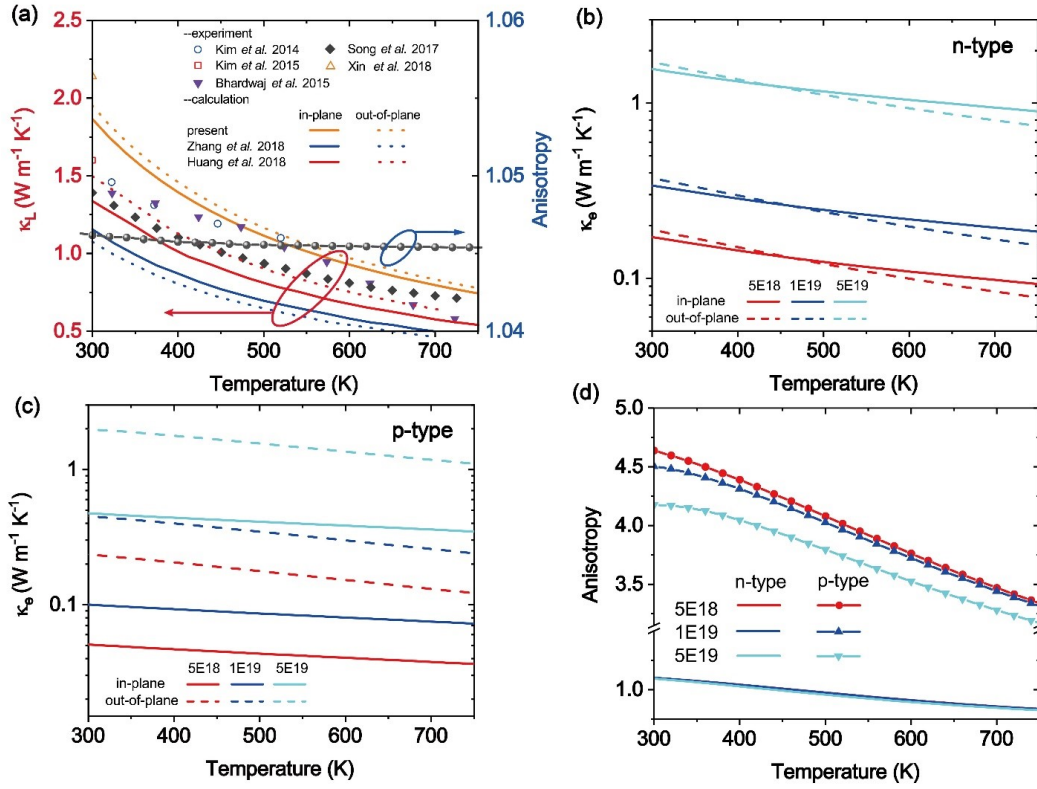 (a)
2.5
2.0
1.5
1.0
0.5
κL (W m-1 K-1)
300 400 500 600 700
Temperature (K)
1.06
1.05
1.04
Anisotropy
--experiment
Kim et al. 2014 Song et al. 2017
Kim et al. 2015 Xin et al. 2018
Bhardwaj et al. 2015
--calculation
in-plane out-of-plane
present
Zhang et al. 2018
Huang et al. 2018
(b)
n-type
1
0.1
κe (W m-1 K-1)
5E18 1E19 5E19
in-plane
out-of-plane
300 400 500 600 700
Temperature (K)
(c)
p-type
1
0.1
κe (W m-1 K-1)
5E18 1E19 5E19
in-plane
out-of-plane
300 400 500 600 700
Temperature (K)
(d)
5.0
4.5
4.0
3.5
1.0
Anisotropy
n-type p-type
5E18
1E19
5E19
300 400 500 600 700
Temperature (K)